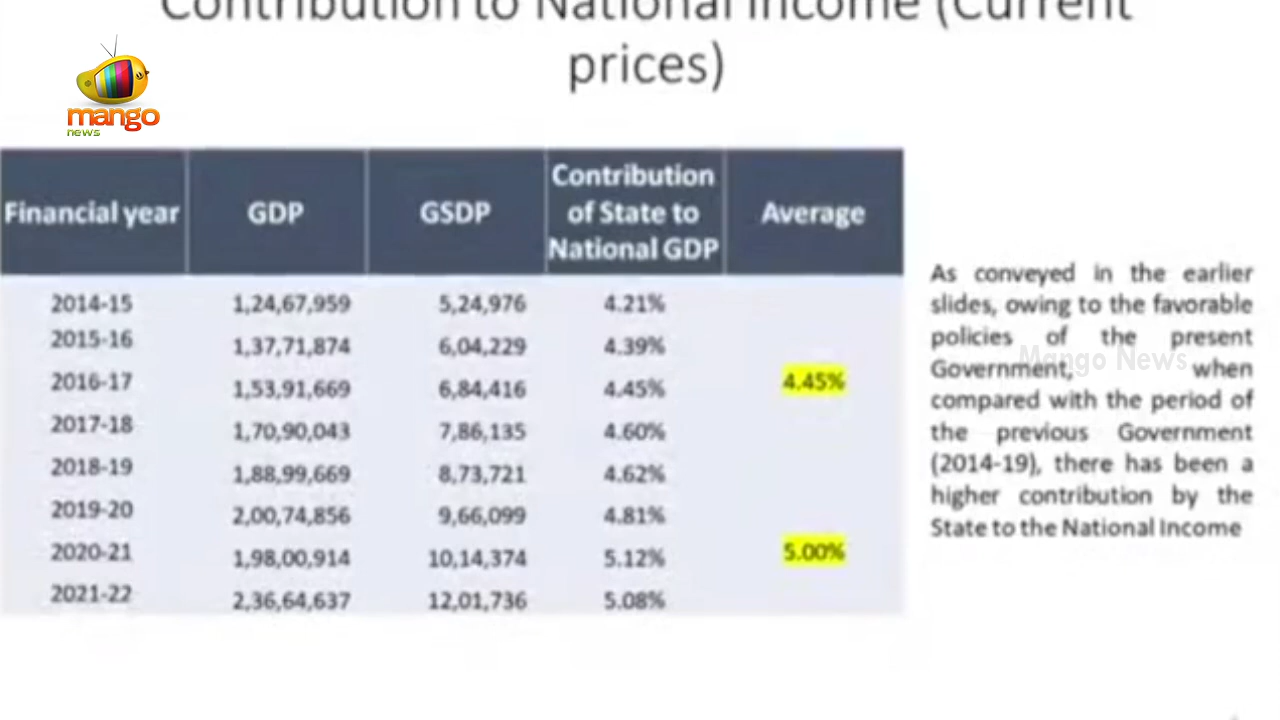 Contribution to National Income (Current
prices)
mango
news
Financial year GDP GSDP Contribution of State to National GDP Average
2014-15 1,24,67,959 5,24,976 4.21%
2015-16 1,37,71,874 6,04,229 4.39%
2016-17 1,53,91,669 6,84,416 4.45% 4.45%
2017-18 1,70,90,043 7,86,135 4.60%
2018-19 1,88,99,669 8,73,721 4.62%
2019-20 2,00,74,856 9,66,099 4.81%
2020-21 1,98,00,914 10,14,374 5.12% 5.00%
2021-22 2,36,64,637 12,01,736 5.08%
As conveyed in the earlier
slides, owing to the favorable
policies of the present
Government, when
compared with the period of
the previous Government
(2014-19), there has been a
higher contribution by the
State to the National Income
Mango News